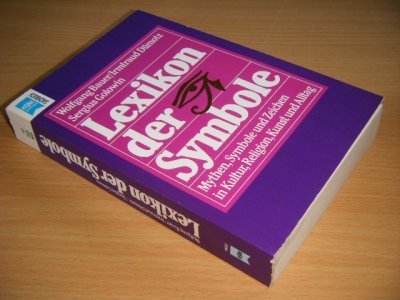 Wolfgang Bauer/Irmtraud Dümotz
Sergius Golowin
Lexikon
der
Symbole
Mythen, Symbole und Zeichen
in Kultur, Religion, Kunst und Alltag
Lexikon der Symbole